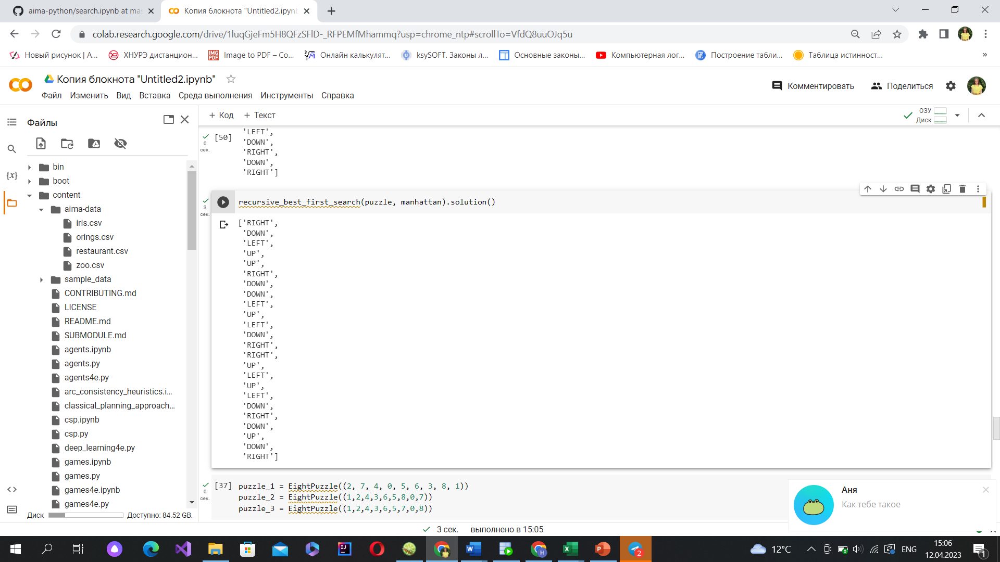 aima-python/search.ipynb at mas
Копия блокнота "Untitled2.ipynb
colab.research.google.com/drive/1luqGjeFm5H8QFzSFlD-_RFPEMfMhammq?usp=chrome_ntp#scrollTo=VfdQ8uuOJq5u
Новый рисунок | A...
ХНУРЭ дистанцион...
Image to PDF – Co...
Онлайн калькулят...
ksySOFT. Законы л...
Основные законы...
Компьютерная лог...
Построение табли...
Таблица истинност...
»
Копия блокнота "Untitled2.ipynb"
Комментировать
Поделиться
Файл Изменить Вид Вставка Среда выполнения Инструменты Справка
Файлы
+ Код + Текст
ОЗУ
Диск
bin
boot
content
aima-data
iris.csv
orings.csv
restaurant.csv
zoo.csv
sample_data
CONTRIBUTING.md
LICENSE
README.md
SUBMODULE.md
agents.ipynb
agents.py
agents4e.py
arc_consistency_heuristics.i...
classical_planning_approach...
csp.ipynb
csp.py
deep_learning4e.py
games.ipynb
games.py
games4e.ipynb
games4e.py
Диск
Доступно: 84.52 GB.
[50]
0
сек.
'LEFT',
'DOWN',
'RIGHT',
'DOWN',
'RIGHT']
3
сек.
recursive_best_first_search(puzzle, manhattan).solution()
['RIGHT',
'DOWN',
'LEFT',
'UP',
'UP',
'RIGHT',
'DOWN',
'DOWN',
'LEFT',
'UP',
'LEFT',
'DOWN',
'RIGHT',
'RIGHT',
'UP',
'LEFT',
'UP',
'LEFT',
'DOWN',
'RIGHT',
'DOWN',
'UP',
'DOWN',
'RIGHT']
0
сек.
[37]
puzzle_1 = EightPuzzle((2, 7, 4, 0, 5, 6, 3, 8, 1))
puzzle_2 = EightPuzzle((1,2,4,3,6,5,8,0,7))
puzzle_3 = EightPuzzle((1,2,4,3,6,5,7,0,8))
3 сек. выполнено в 15:05
Аня
Как тебе такое
12°C
ENG
15:06
12.04.2023
1
2